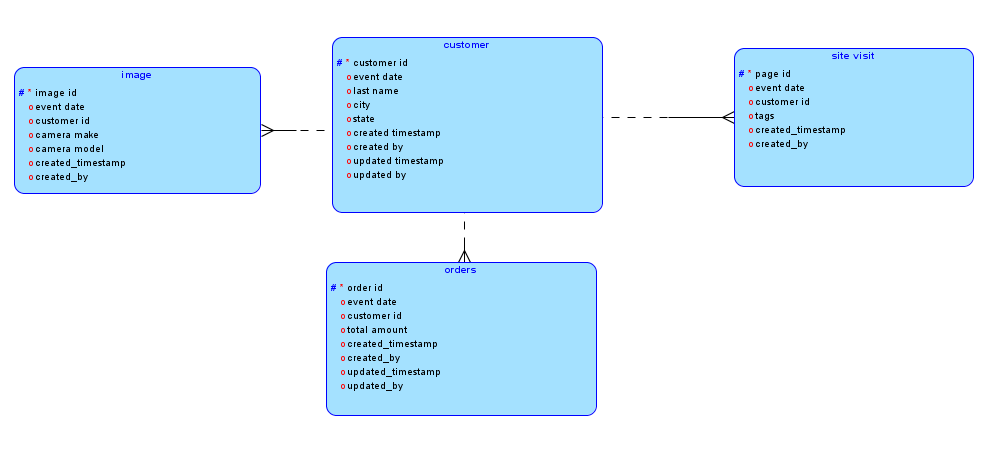 image
# * image id
o event date
o customer id
o camera make
o camera model
o created_timestamp
o created_by
customer
# * customer id
o event date
o last name
o city
o state
o created timestamp
o created by
o updated timestamp
o updated by
site visit
# * page id
o event date
o customer id
o tags
o created_timestamp
o created_by
orders
# * order id
o event date
o customer id
o total amount
o created_timestamp
o created_by
o updated_timestamp
o updated_by